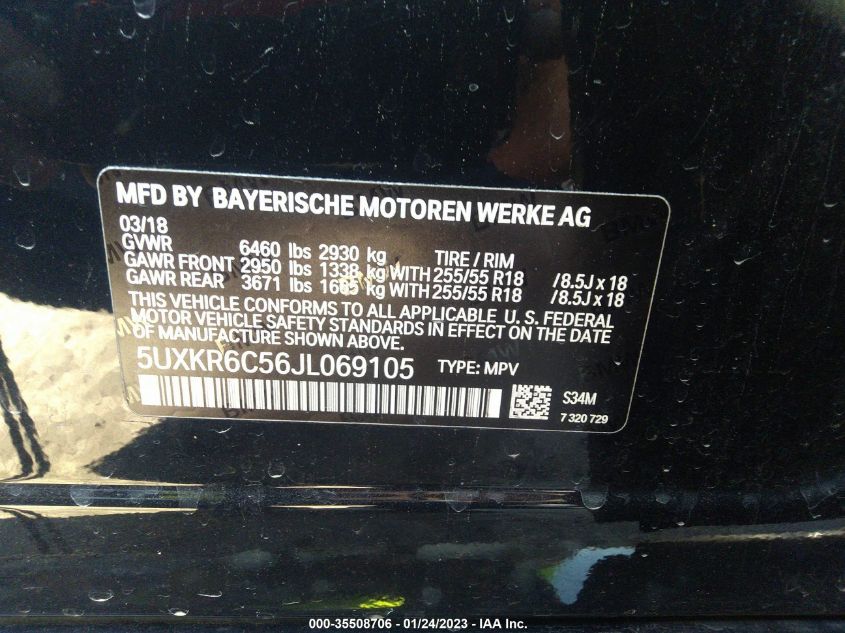 MFD BY BAYERISCHE MOTOREN WERKE AG
03/18
GVWR 6460 lbs 2930 kg TIRE / RIM
GAWR FRONT 2950 lbs 1338 kg WITH 255/55 R18 /8.5J x 18
GAWR REAR 3671 lbs 1665 kg WITH 255/55 R18 /8.5J x 18
THIS VEHICLE CONFORMS TO ALL APPLICABLE U. S. FEDERAL
MOTOR VEHICLE SAFETY STANDARDS IN EFFECT ON THE DATE
OF MANUFACTURE SHOWN ABOVE.
5UXKR6C56JL069105 TYPE: MPV
S34M
7 320 729
000-35508706 - 01/24/2023 - IAA Inc.